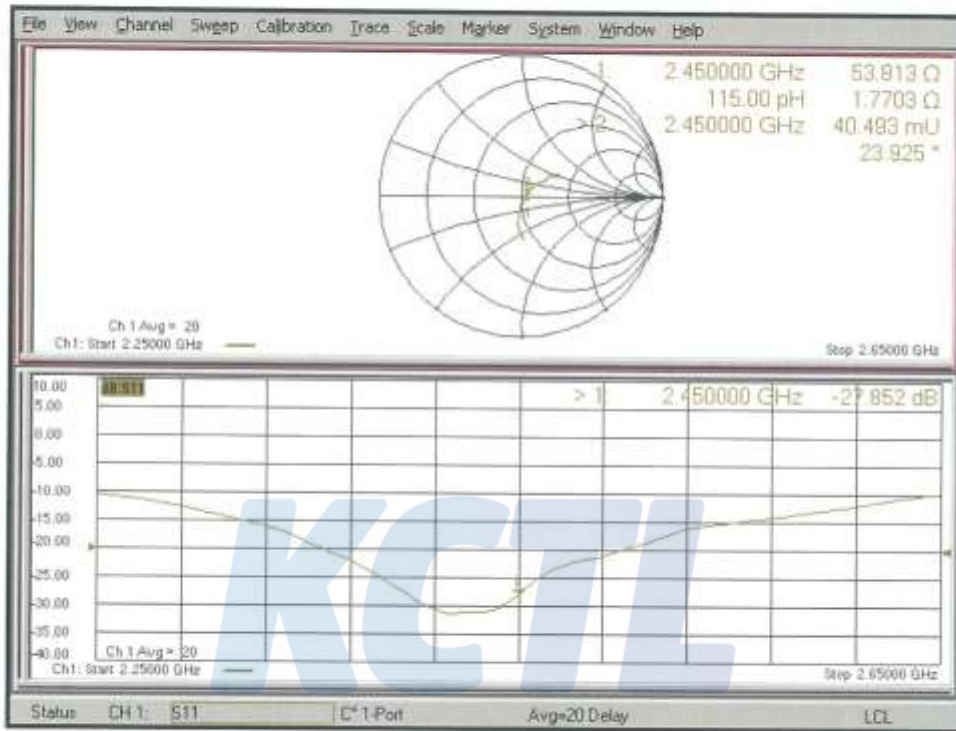 File View Channel Sweep Calibration Trace Scale Marker System Window Help
1: 2.450000 GHz 53.813 Ω
115.00 pH 1.7703 Ω
> 2: 2.450000 GHz 40.493 mU
23.925 °
Ch 1 Avg = 20
Ch1: Start 2.25000 GHz
Stop 2.65000 GHz
10.00
dB S11
> 1: 2.450000 GHz -27.852 dB
5.00
0.00
-5.00
-10.00
-15.00
-20.00
-25.00
-30.00
-35.00
-40.00
Ch 1 Avg = 20
Ch1: Start 2.25000 GHz
Stop 2.65000 GHz
KCTL
Status CH 1: S11 C* 1-Port Avg=20 Delay LCL